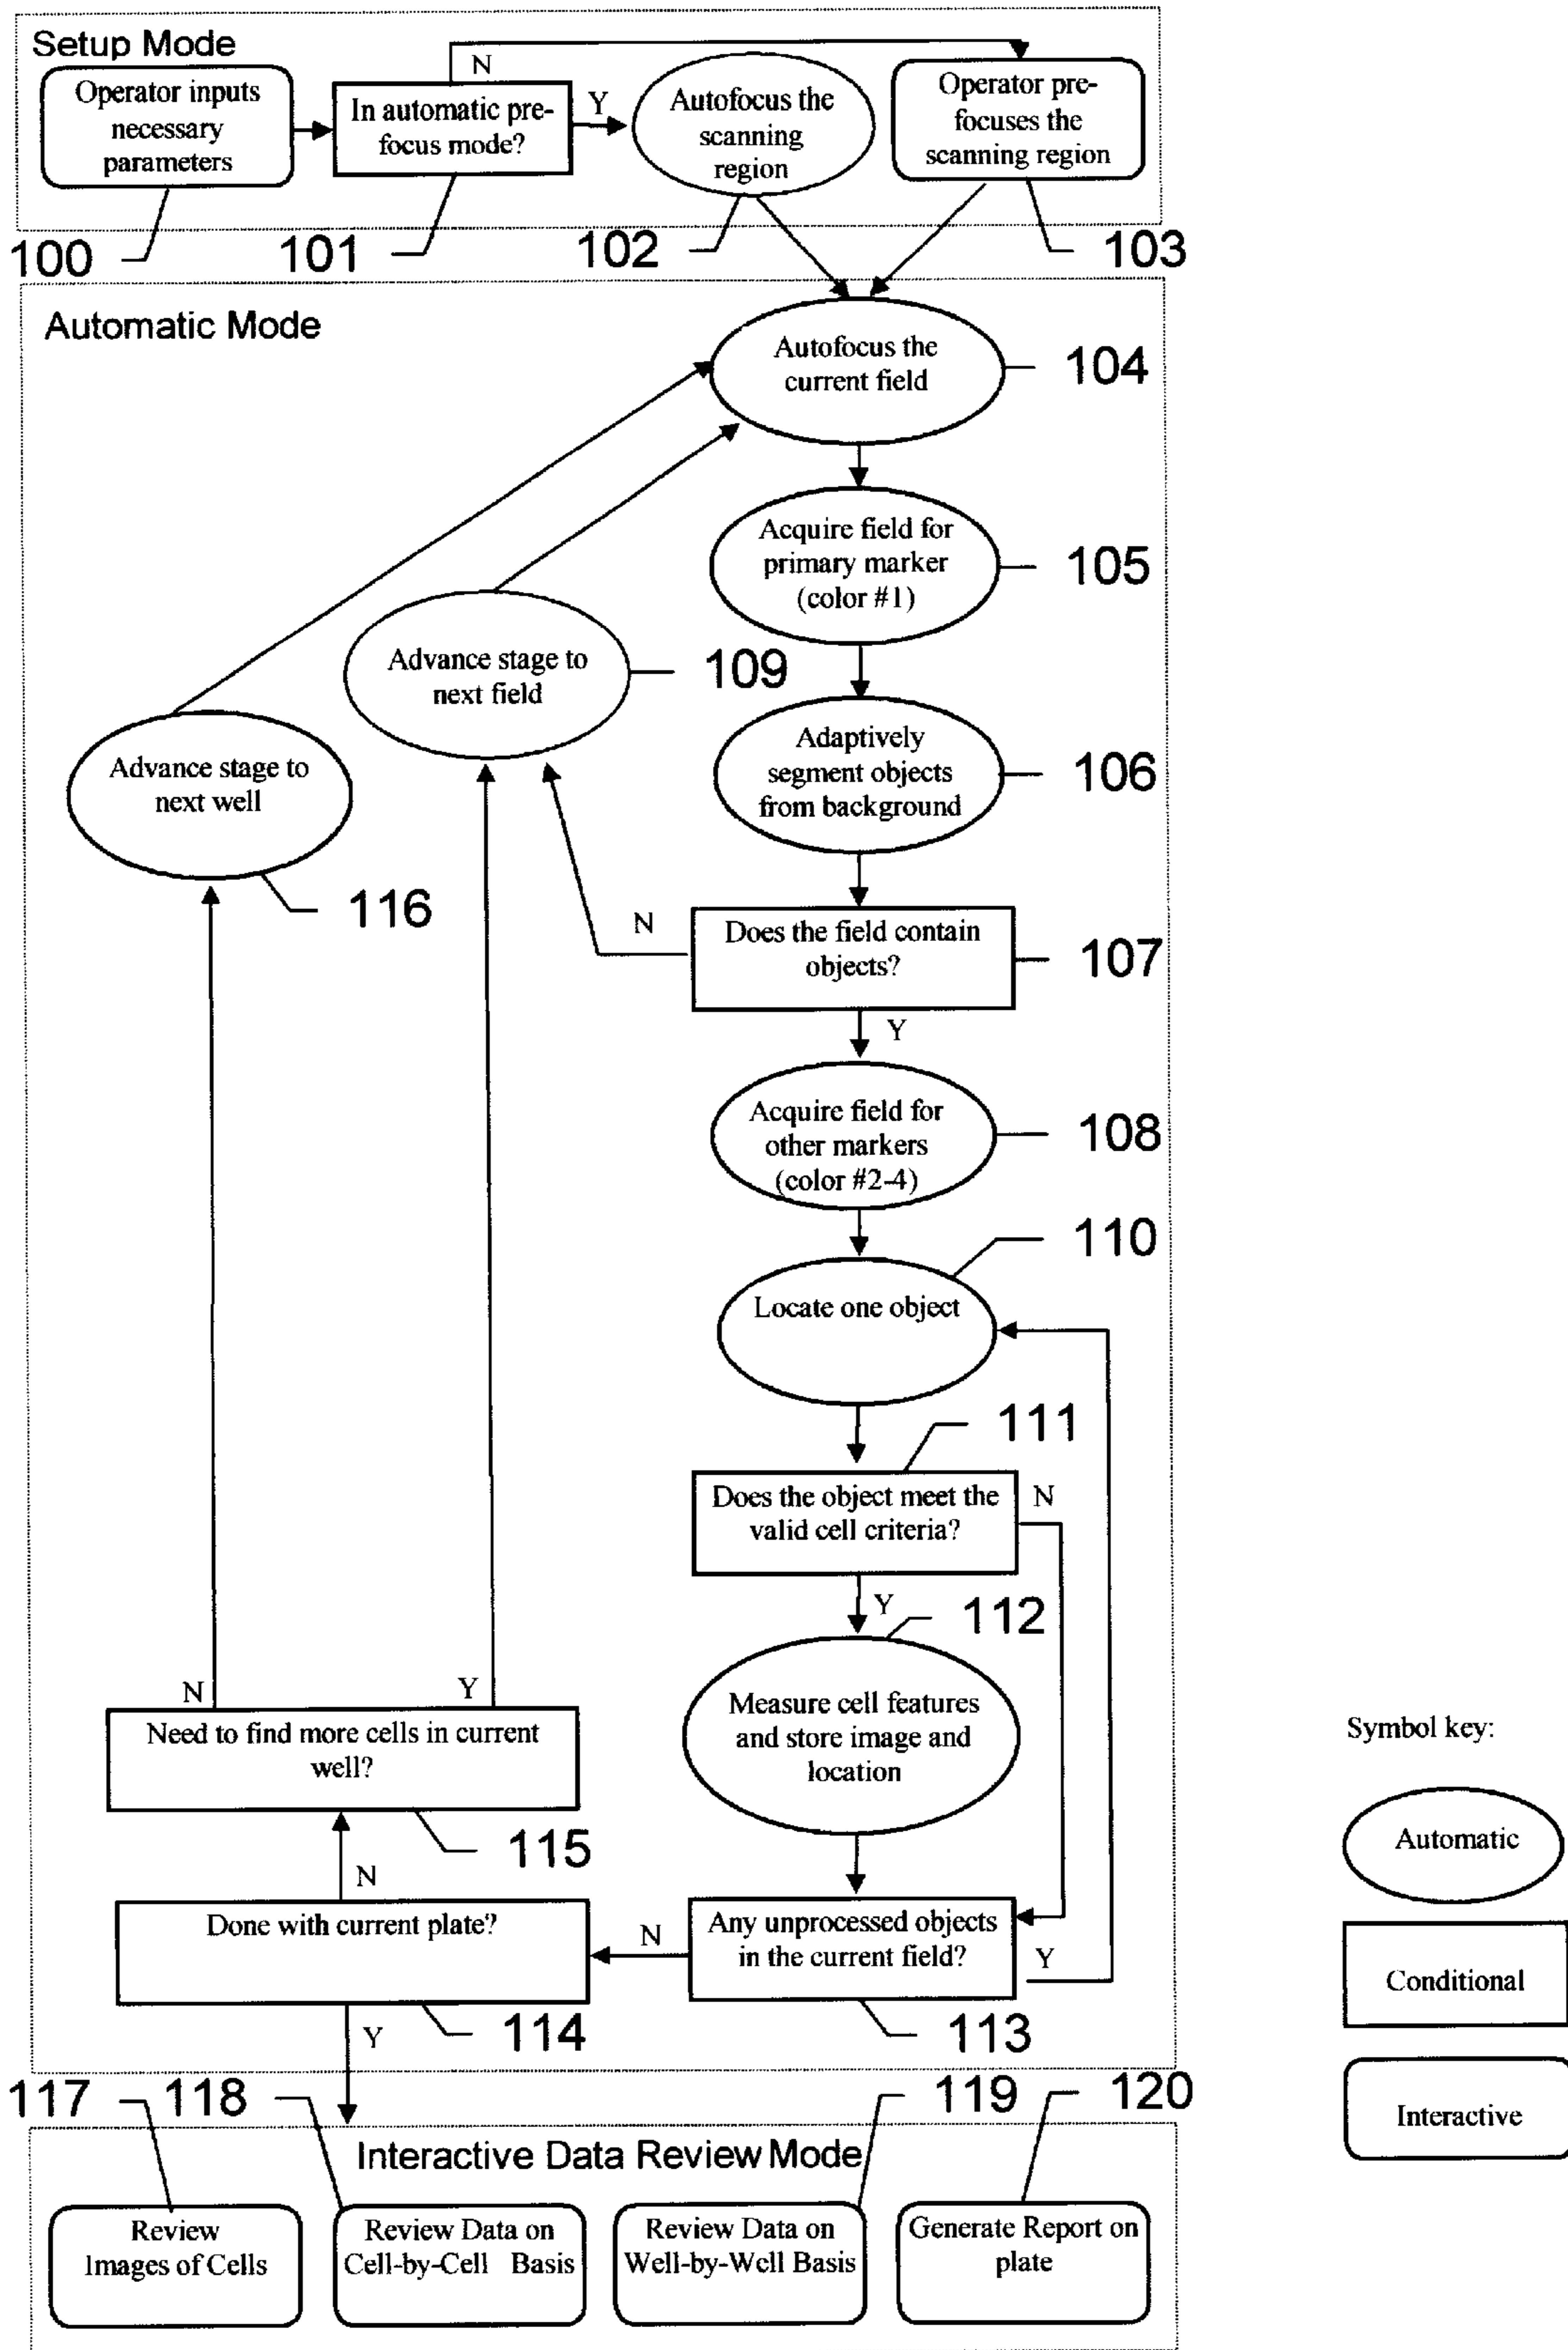 Setup Mode
Operator inputs
necessary
parameters
N
In automatic pre-
focus mode?
Y
Autofocus the
scanning
region
Operator pre-
focuses the
scanning region
100
101
102
103
Automatic Mode
Autofocus the
current field
104
Acquire field for
primary marker
(color #1)
105
Advance stage to
next field
109
Adaptively
segment objects
from background
106
Advance stage to
next well
116
N
Does the field contain
objects?
107
Y
Acquire field for
other markers
(color #2-4)
108
110
Locate one object
111
Does the object meet the
valid cell criteria?
N
Y
112
Measure cell features
and store image and
location
N
Y
Need to find more cells in current
well?
115
N
Done with current plate?
N
Any unprocessed objects
in the current field?
Y
114
113
Y
Symbol key:
Automatic
Conditional
Interactive
117
118
119
120
Interactive Data Review Mode
Review
Images of Cells
Review Data on
Cell-by-Cell Basis
Review Data on
Well-by-Well Basis
Generate Report on
plate